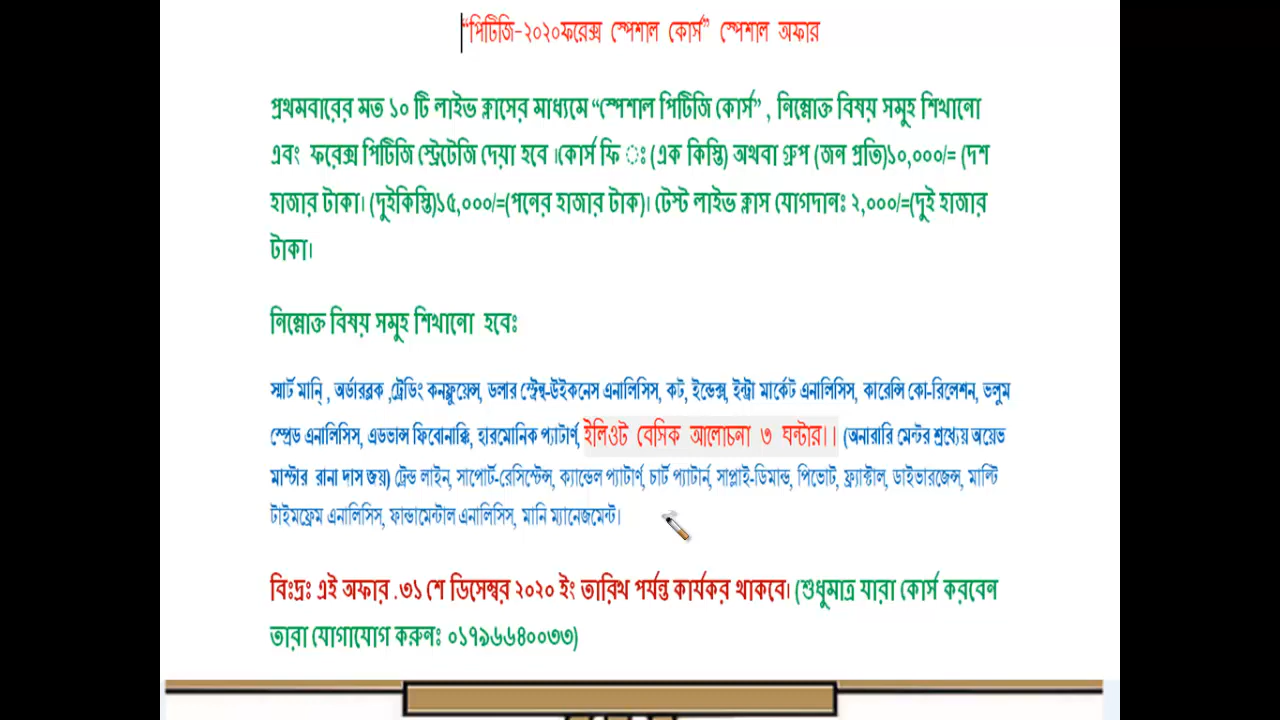 “পিটিজি-২০২০ফরেক্স স্পেশাল কোর্স” স্পেশাল অফার
প্রথমবারের মত ১০ টি লাইভ ক্লাসের মাধ্যমে “স্পেশাল পিটিজি কোর্স” , নিম্নোক্ত বিষয় সমুহ শিখানো
এবং ফরেক্স পিটিজি স্ট্রেটেজি দেয়া হবে ।কোর্স ফি ঃ (এক কিস্তি) অথবা গ্রুপ (জন প্রতি)১০,০০০/= (দশ
হাজার টাকা। (দুইকিস্তি)১৫,০০০/=(পনের হাজার টাক)। টেস্ট লাইভ ক্লাস যোগদানঃ ২,০০০/=(দুই হাজার
টাকা।
নিম্নোক্ত বিষয় সমুহ শিখানো হবেঃ
স্মার্ট মানি , অর্ডারব্লক ,ট্রেডিং কনফ্লুয়েন্স, ডলার স্ট্রেন্থ-উইকনেস এনালিসিস, কট, ইন্ডেক্স, ইন্ট্রা মার্কেট এনালিসিস, কারেন্সি কো-রিলেশন, ভলুম
স্প্রেড এনালিসিস, এডভান্স ফিবোনাক্কি, হারমোনিক প্যাটার্ণ, ইলিওট বেসিক আলোচনা ৩ ঘন্টার।। (অনারারি মেন্টর শ্রধ্যেয় অয়েভ
মাস্টার রানা দাস জয়) ট্রেন্ড লাইন, সাপোর্ট-রেসিস্টেন্স, ক্যান্ডেল প্যাটার্ণ, চার্ট প্যাটার্ন, সাপ্লাই-ডিমান্ড, পিভোট, ফ্র্যাক্টাল, ডাইভারজেন্স, মাল্টি
টাইমফ্রেম এনালিসিস, ফান্ডামেন্টাল এনালিসিস, মানি ম্যানেজমেন্ট।
বিঃদ্রঃ এই অফার .৩১ শে ডিসেম্বর ২০২০ ইং তারিখ পর্যন্ত কার্যকর থাকবে। (শুধুমাত্র যারা কোর্স করবেন
তারা যোগাযোগ করুনঃ ০১৭৯৬৬৪০০৩৩)